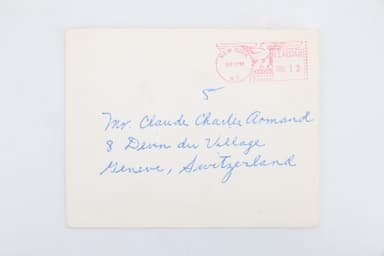 5
Mr. Claude Charles Armand
8 Devin du Village
Geneve, Switzerland